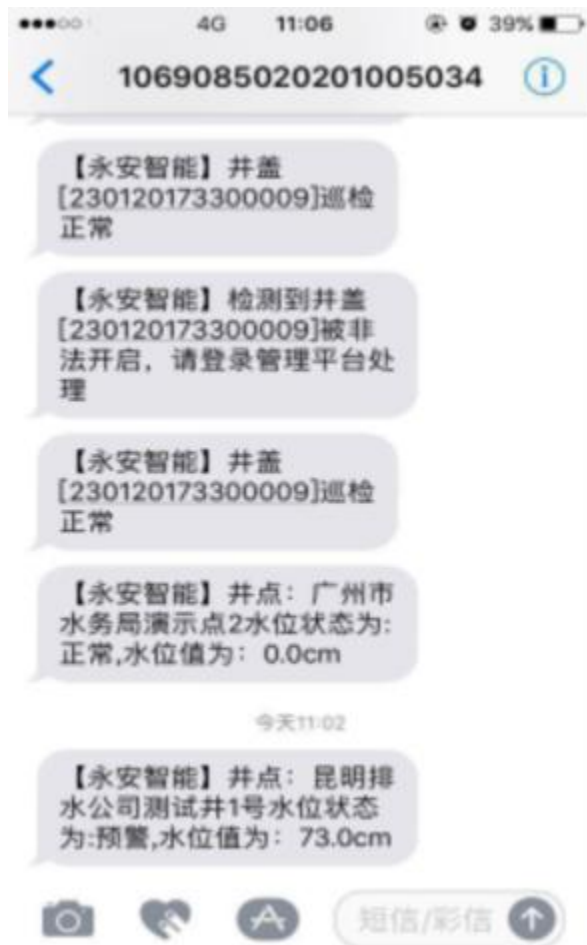 4G 11:06 39%
1069085020201005034
【永安智能】井盖
[230120173300009]巡检
正常
【永安智能】检测到井盖
[230120173300009]被非
法开启，请登录管理平台处
理
【永安智能】井盖
[230120173300009]巡检
正常
【永安智能】井点：广州市
水务局演示点2水位状态为:
正常,水位值为：0.0cm
今天11:02
【永安智能】井点：昆明排
水公司测试井1号水位状态
为:预警,水位值为：73.0cm
短信/彩信